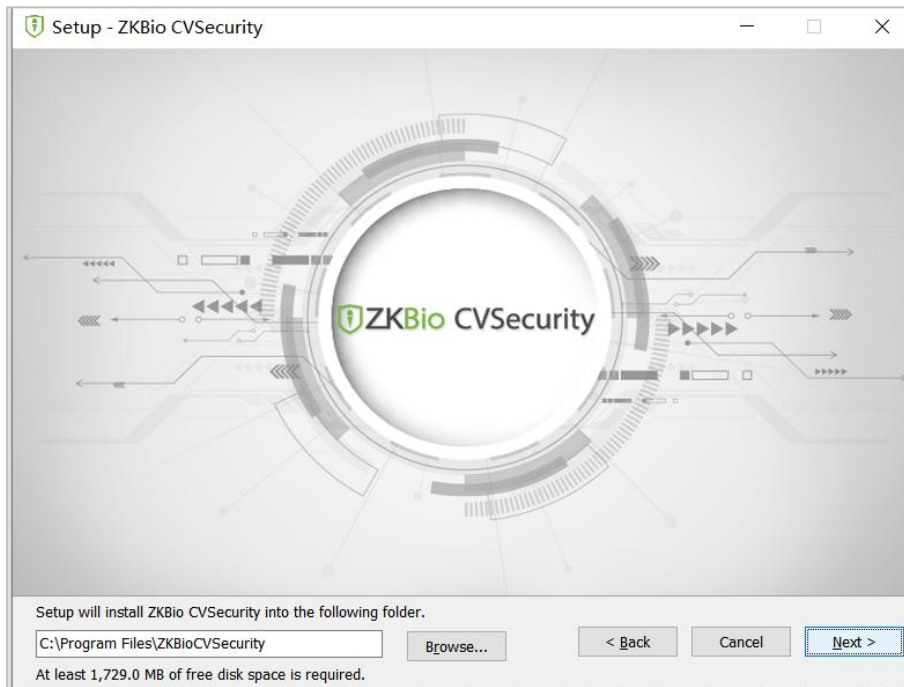 Setup - ZKBio CVSecurity
ZKBio CVSecurity
Setup will install ZKBio CVSecurity into the following folder.
C:\Program Files\ZKBioCVSecurity
Browse...
< Back
Cancel
Next >
At least 1,729.0 MB of free disk space is required.